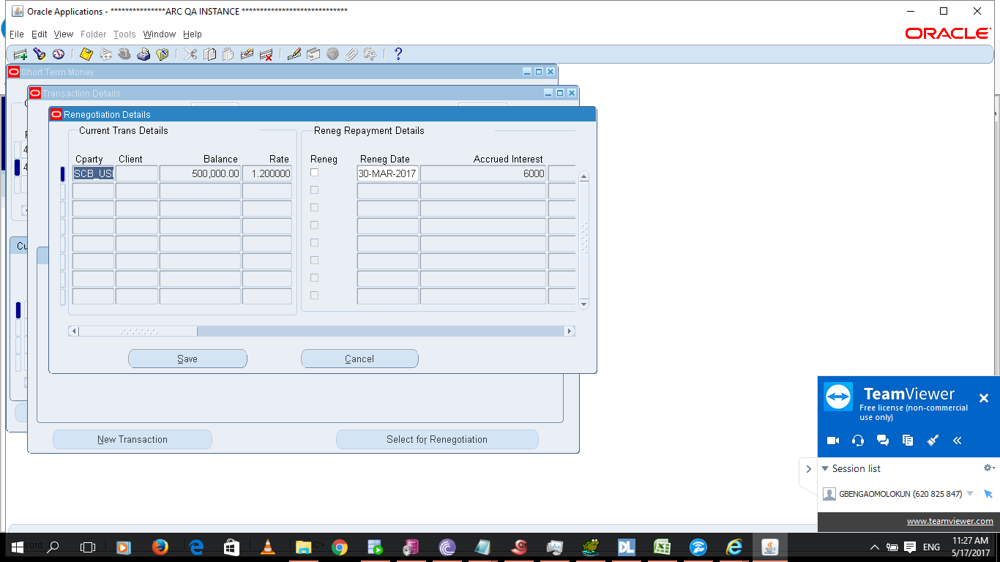 Oracle Applications - ***************ARC QA INSTANCE *****************************
File Edit View Folder Tools Window Help
ORACLE
Short Term Money
Transaction Details
Renegotiation Details
Current Trans Details
Reneg Repayment Details
Cparty Client Balance Rate Reneg Reneg Date Accrued Interest
SCB_US 500,000.00 1.200000 30-MAR-2017 6000
Cu
Save Cancel
New Transaction Select for Renegotiation
TeamViewer
Free license (non-commercial
use only)
Session list
GBENGAOMOLOKUN (620 825 847)
www.teamviewer.com
ENG
11:27 AM
5/17/2017